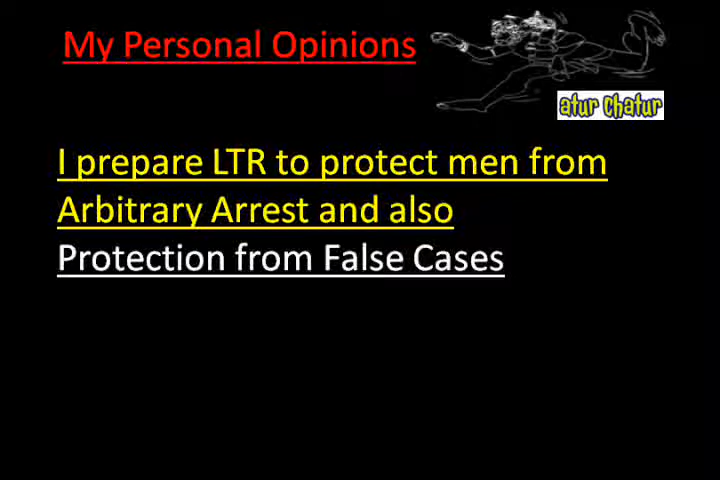 My Personal Opinions
atur chatur
I prepare LTR to protect men from
Arbitrary Arrest and also
Protection from False Cases